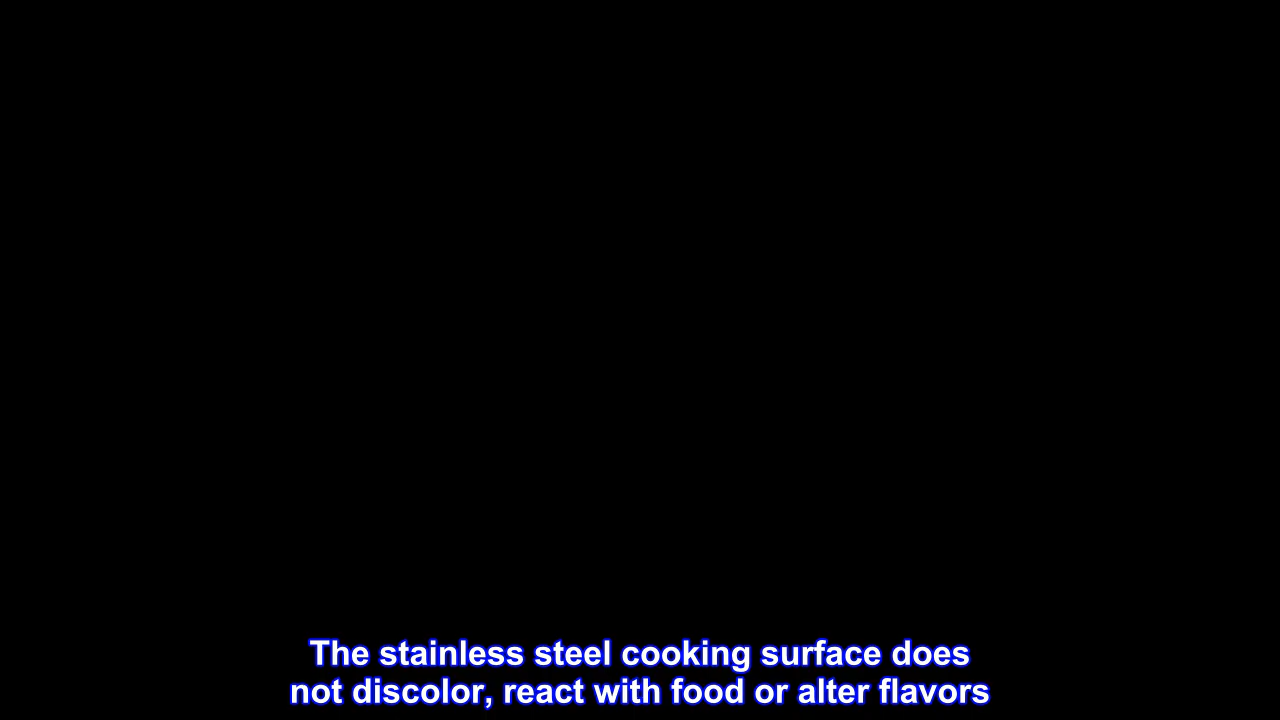 The stainless steel cooking surface does
not discolor, react with food or alter flavors